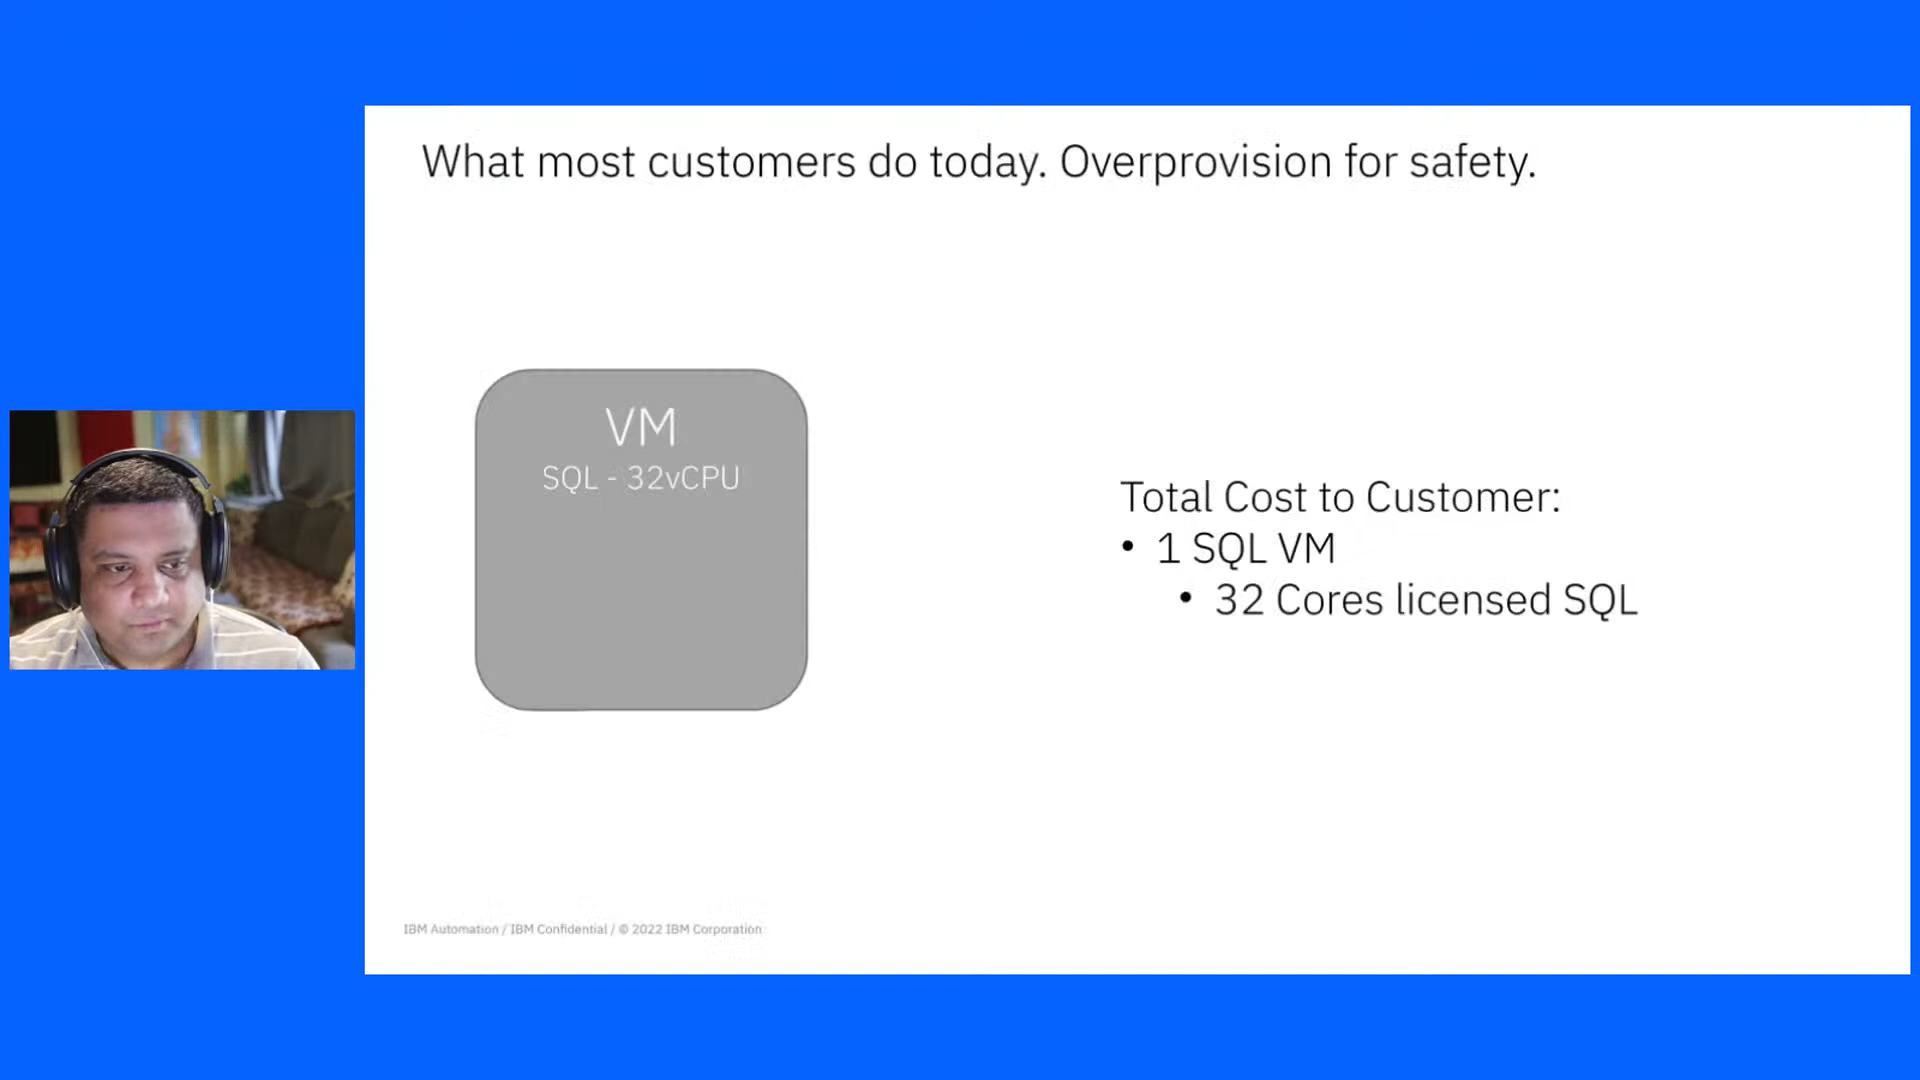 What most customers do today. Overprovision for safety.
VM
SQL - 32vCPU
Total Cost to Customer:
• 1 SQL VM
• 32 Cores licensed SQL
IBM Automation / IBM Confidential / © 2022 IBM Corporation